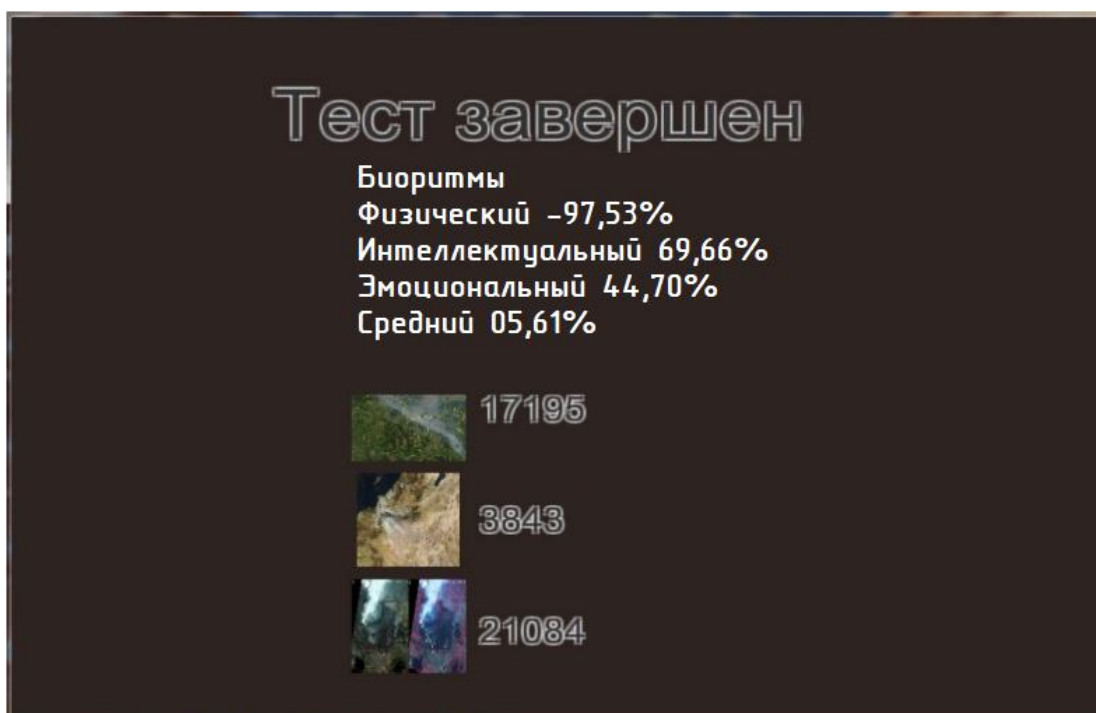 Тест завершен
Биоритмы
Физический -97,53%
Интеллектуальный 69,66%
Эмоциональный 44,70%
Средний 05,61%
17195
3843
21084